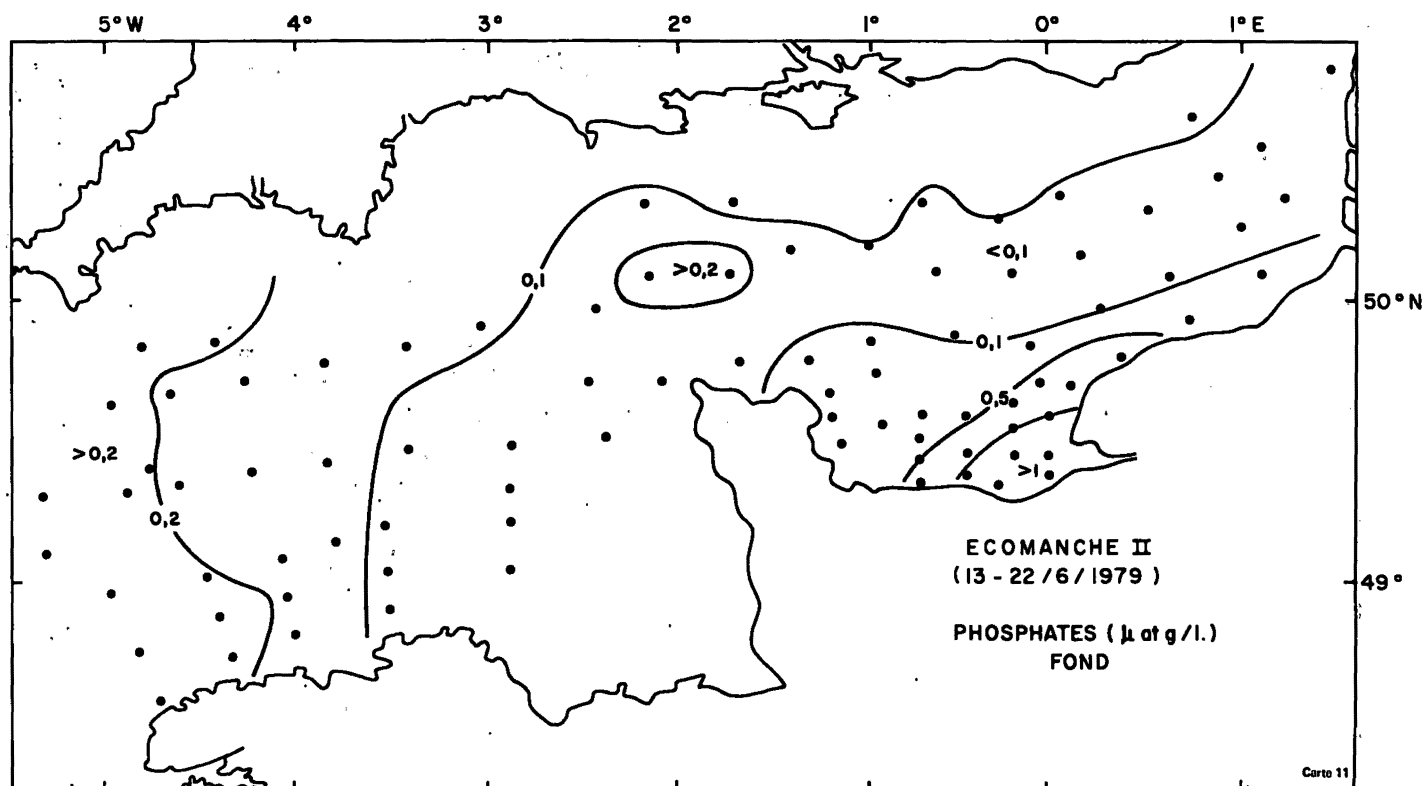 5° W 4° 3° 2° 1° 0° 1° E
<0,1
>0,2
0,1
50° N
0,1
0,5
>0,2
>1
0,2
ECOMANCHE II
(13 - 22 /6 / 1979 )
49°
PHOSPHATES ( µ at g / l. )
FOND
Carte 11